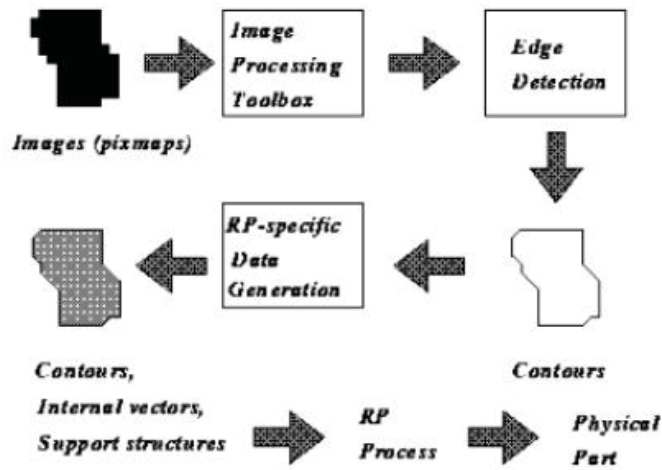 Image
Processing
Toolbox
Edge
Detection
Images (pixmaps)
RP-specific
Data
Generation
Contours
Contours,
Internal vectors,
Support structures
RP
Process
Physical
Part